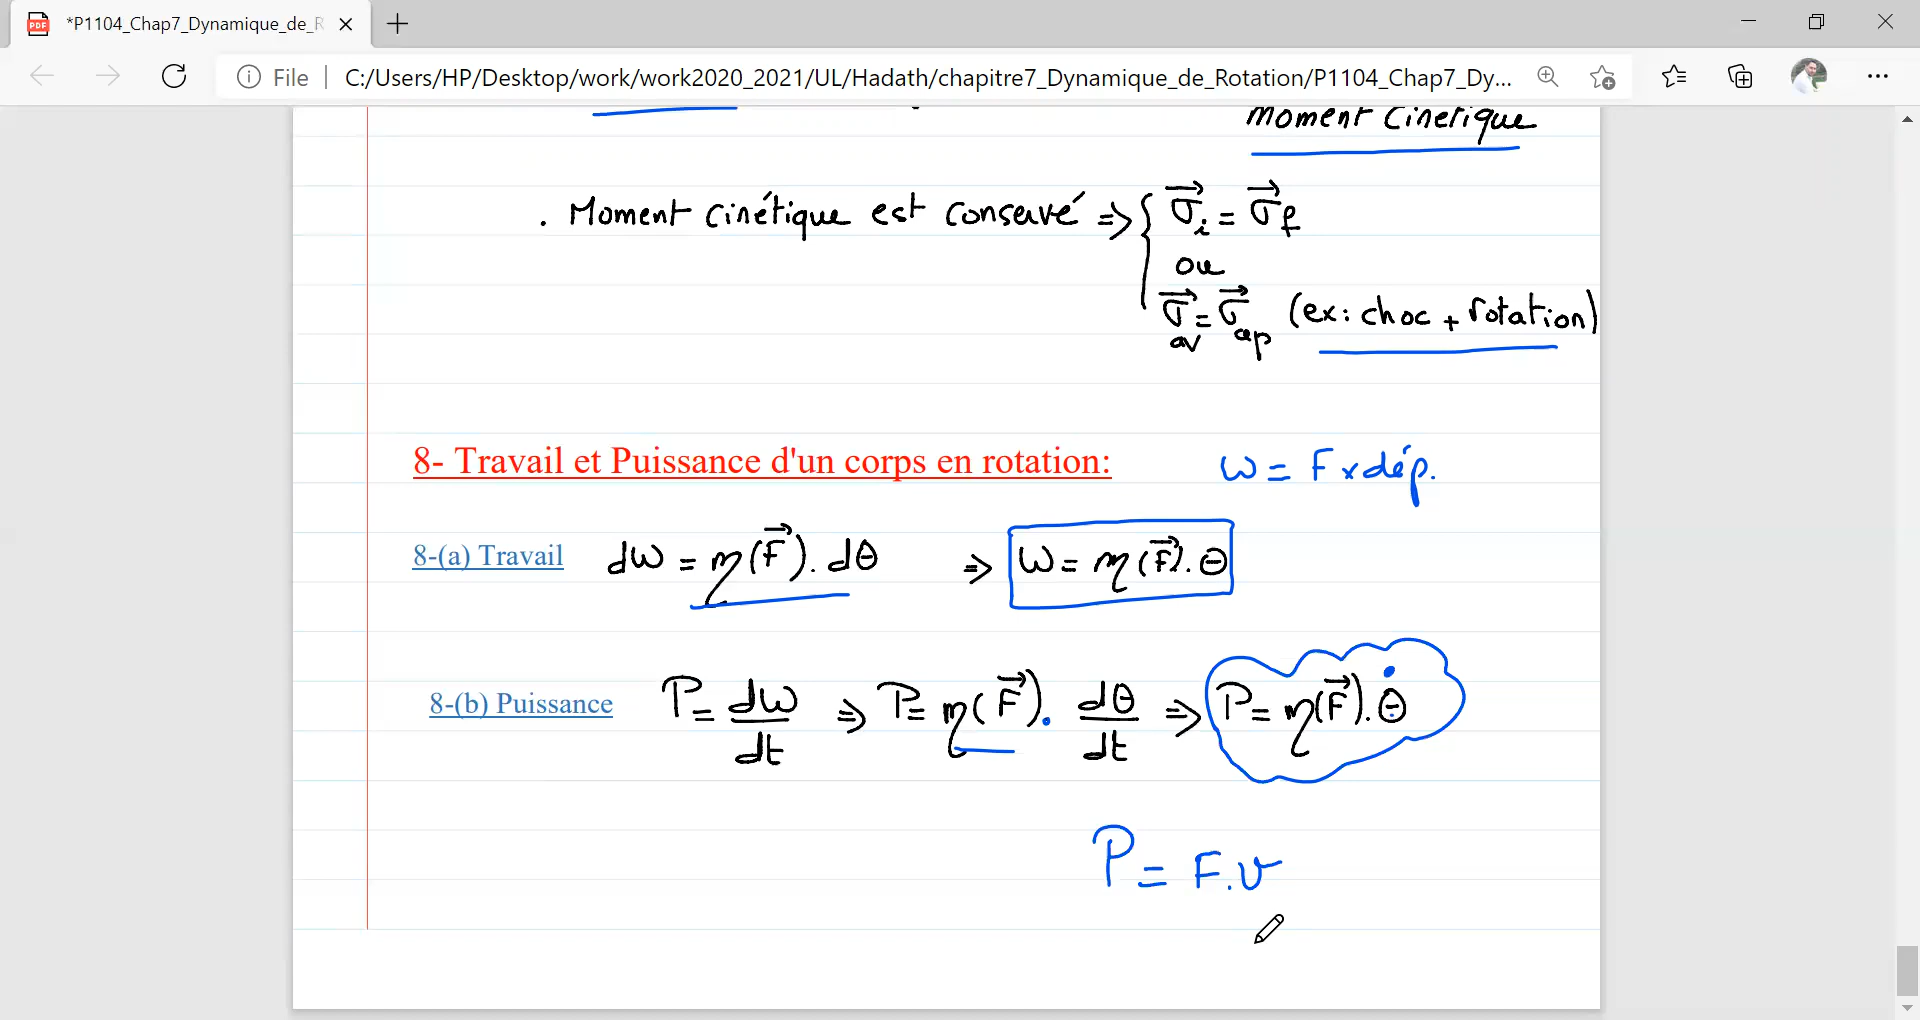 *P1104_Chap7_Dynamique_de_R
File | C:/Users/HP/Desktop/work/work2020_2021/UL/Hadath/chapitre7_Dynamique_de_Rotation/P1104_Chap7_Dy...
moment cinétique
. Moment cinétique est conservé => { σ⃗i = σ⃗f
ou
σ⃗av = σ⃗ap (ex: choc + rotation)
8- Travail et Puissance d'un corps en rotation: W = F x dép.
8-(a) Travail dW = η(F⃗). dθ => W = η(F⃗). θ
8-(b) Puissance P = dW/dt => P = η(F⃗). dθ/dt => P = η(F⃗). θ̇
P = F.v